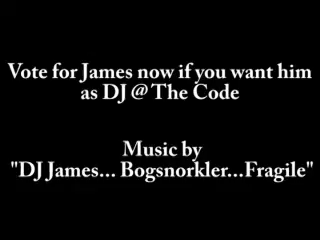 Vote for James now if you want him
as DJ @ The Code
Music by
"DJ James... Bogsnorkler...Fragile"